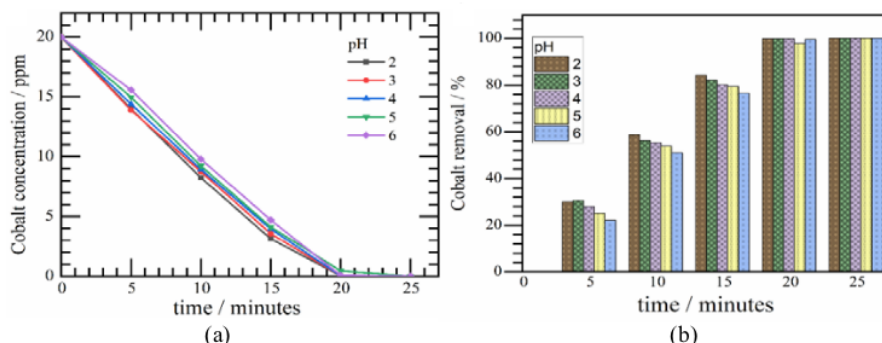 20
15
10
5
0
Cobalt concentration / ppm
pH
2
3
4
5
6
0 5 10 15 20 25
time / minutes
(a)
100
80
60
40
20
0
Cobalt removal / %
pH
2
3
4
5
6
0 5 10 15 20 25
time / minutes
(b)